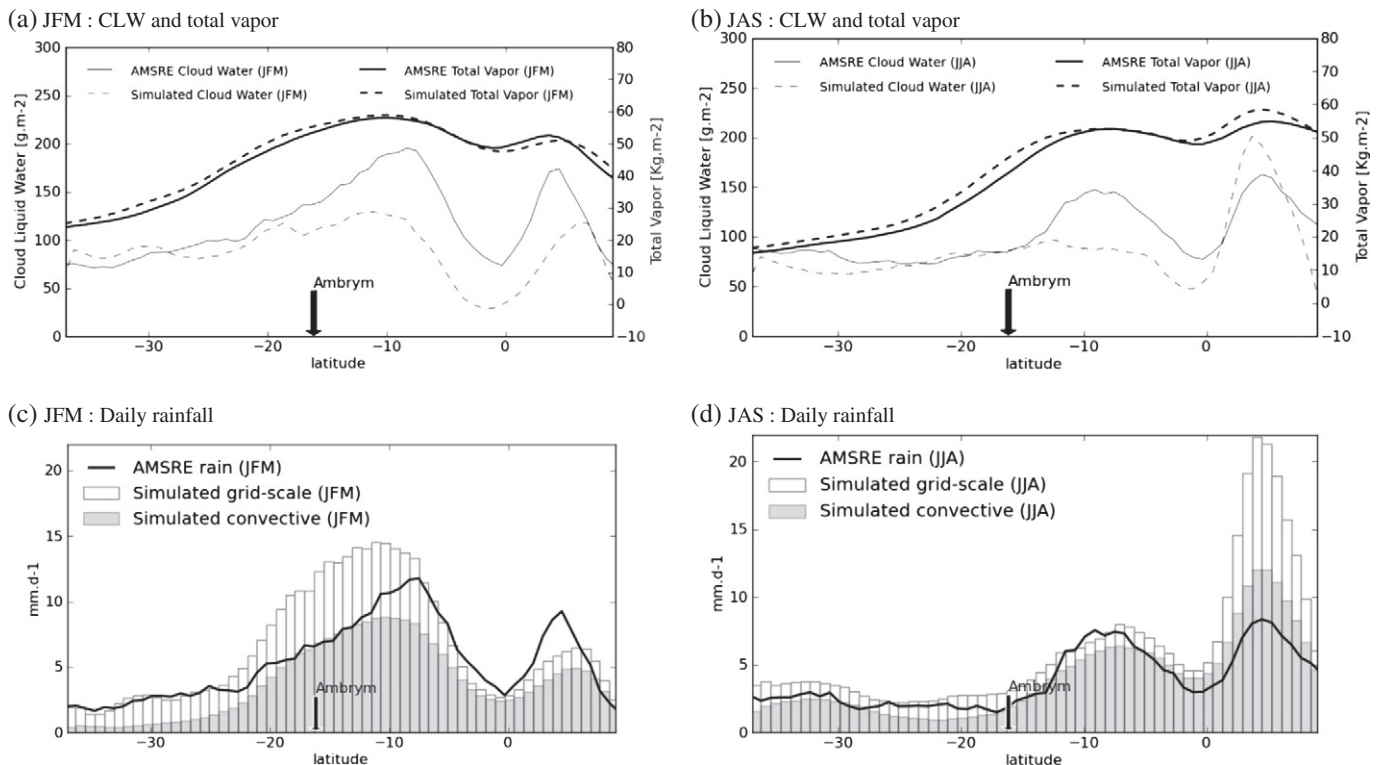 (a) JFM : CLW and total vapor
300
250
200
150
100
50
0
Cloud Liquid Water [g.m-2]
AMSRE Cloud Water (JFM)
Simulated Cloud Water (JFM)
AMSRE Total Vapor (JFM)
Simulated Total Vapor (JFM)
Ambrym
80
70
60
50
40
30
20
10
0
−10
Total Vapor [Kg.m-2]
−30
−20
−10
0
latitude
(b) JAS : CLW and total vapor
300
250
200
150
100
50
0
Cloud Liquid Water [g.m-2]
AMSRE Cloud Water (JJA)
Simulated Cloud Water (JJA)
AMSRE Total Vapor (JJA)
Simulated Total Vapor (JJA)
Ambrym
80
70
60
50
40
30
20
10
0
−10
Total Vapor [Kg.m-2]
−30
−20
−10
0
latitude
(c) JFM : Daily rainfall
20
15
10
5
0
mm.d-1
AMSRE rain (JFM)
Simulated grid-scale (JFM)
Simulated convective (JFM)
Ambrym
−30
−20
−10
0
latitude
(d) JAS : Daily rainfall
20
15
10
5
0
mm.d-1
AMSRE rain (JJA)
Simulated grid-scale (JJA)
Simulated convective (JJA)
Ambrym
−30
−20
−10
0
latitude